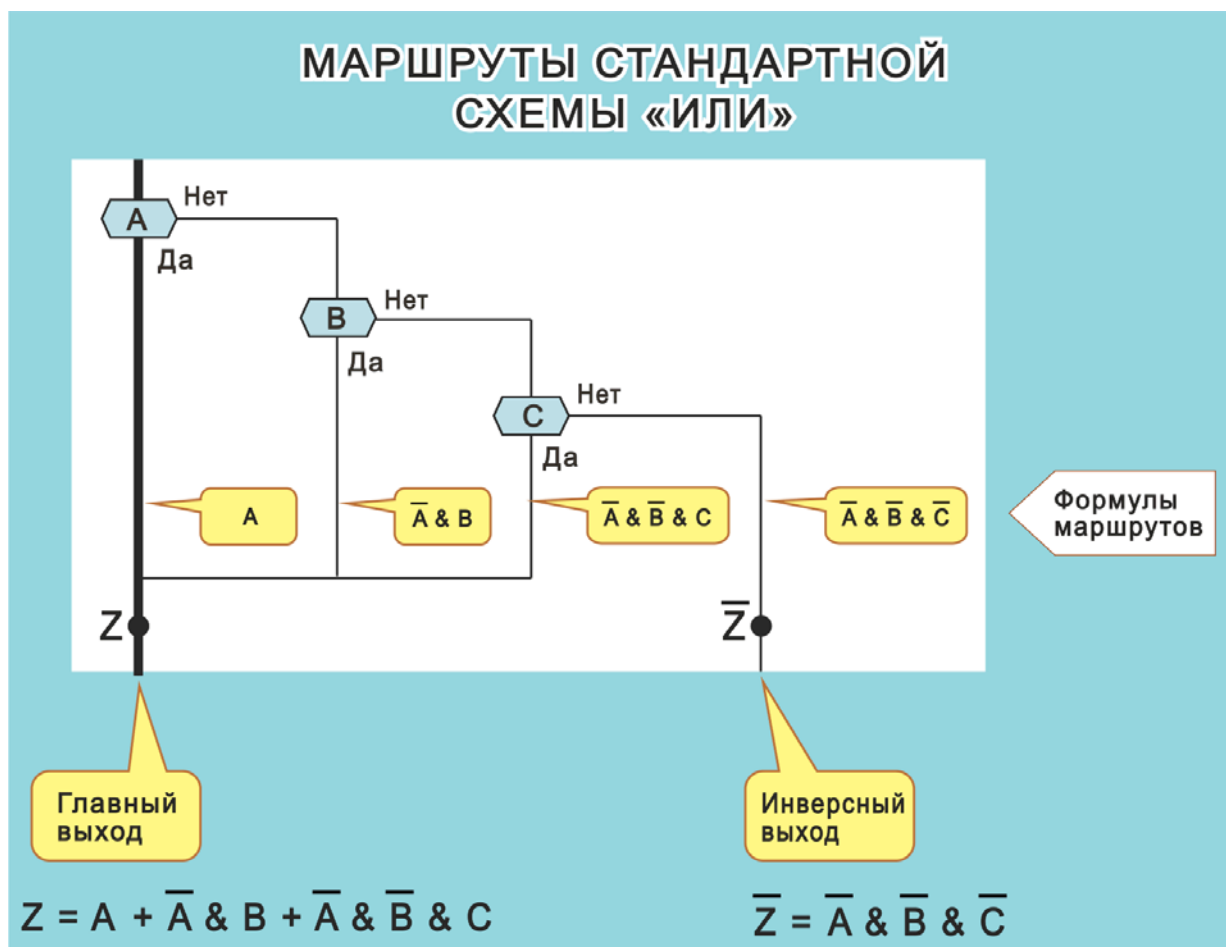 МАРШРУТЫ СТАНДАРТНОЙ
СХЕМЫ «ИЛИ»
A
Нет
Да
B
Нет
Да
C
Нет
Да
A
A̅ & B
A̅ & B̅ & C
A̅ & B̅ & C̅
Формулы
маршрутов
Z
Z̅
Главный
выход
Инверсный
выход
Z = A + A̅ & B + A̅ & B̅ & C
Z̅ = A̅ & B̅ & C̅